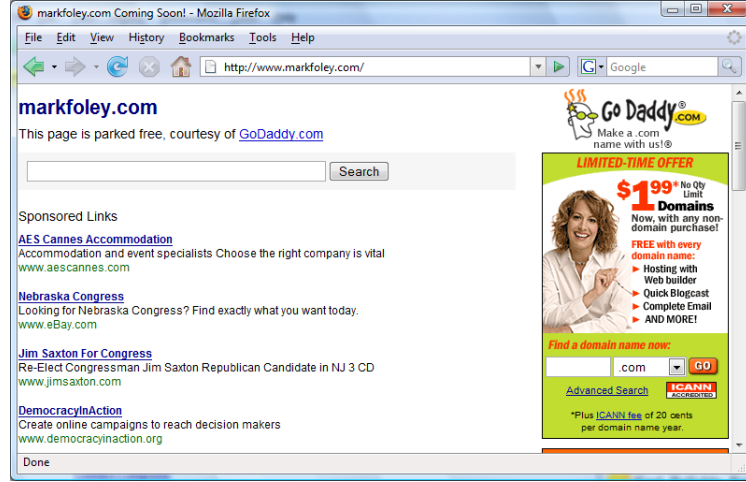 markfoley.com Coming Soon! - Mozilla Firefox
File Edit View History Bookmarks Tools Help
http://www.markfoley.com/
G Google
markfoley.com
This page is parked free, courtesy of GoDaddy.com
Search
Sponsored Links
AES Cannes Accommodation
Accommodation and event specialists Choose the right company is vital
www.aescannes.com
Nebraska Congress
Looking for Nebraska Congress? Find exactly what you want today.
www.eBay.com
Jim Saxton For Congress
Re-Elect Congressman Jim Saxton Republican Candidate in NJ 3 CD
www.jimsaxton.com
DemocracyInAction
Create online campaigns to reach decision makers
www.democracyinaction.org
Go Daddy®.COM
Make a .com
name with us!®
LIMITED-TIME OFFER
$1.99* No Qty
Limit
Domains
Now, with any non-
domain purchase!
FREE with every
domain name:
► Hosting with
Web builder
► Quick Blogcast
► Complete Email
► AND MORE!
Find a domain name now:
.com GO
Advanced Search ICANN
ACCREDITED
*Plus ICANN fee of 20 cents
per domain name year.
Done